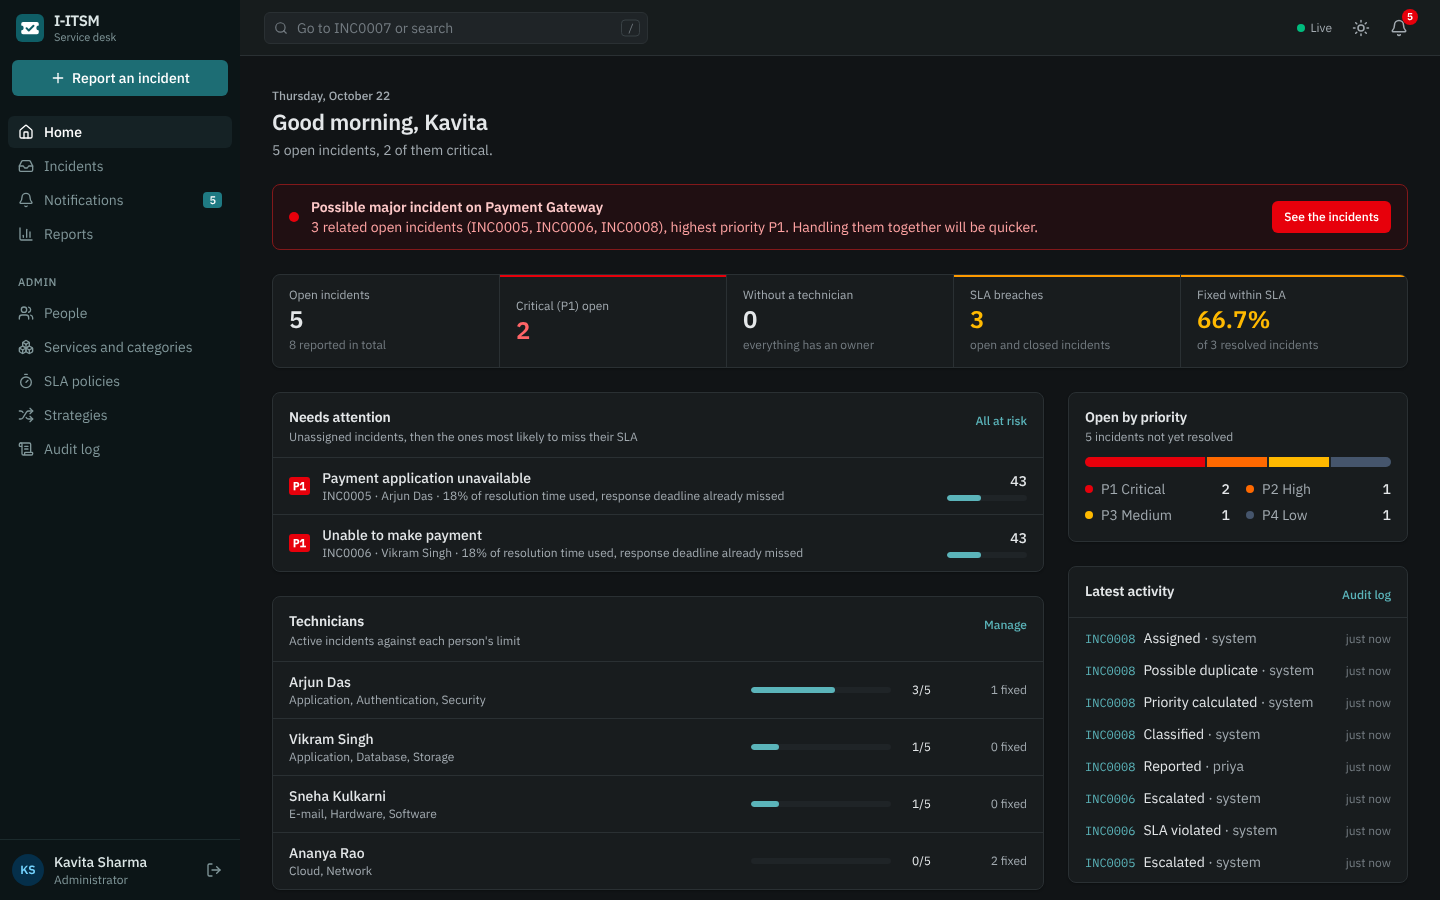 I-ITSM
Service desk
Report an incident
Home
Incidents
Notifications 5
Reports
ADMIN
People
Services and categories
SLA policies
Strategies
Audit log
KS
Kavita Sharma
Administrator
Go to INC0007 or search /
Live
5
Thursday, October 22
Good morning, Kavita
5 open incidents, 2 of them critical.
Possible major incident on Payment Gateway
3 related open incidents (INC0005, INC0006, INC0008), highest priority P1. Handling them together will be quicker.
See the incidents
Open incidents
5
8 reported in total
Critical (P1) open
2
Without a technician
0
everything has an owner
SLA breaches
3
open and closed incidents
Fixed within SLA
66.7%
of 3 resolved incidents
Needs attention
Unassigned incidents, then the ones most likely to miss their SLA
All at risk
P1 Payment application unavailable 43
INC0005 · Arjun Das · 18% of resolution time used, response deadline already missed
P1 Unable to make payment 43
INC0006 · Vikram Singh · 18% of resolution time used, response deadline already missed
Technicians
Active incidents against each person's limit
Manage
Arjun Das
Application, Authentication, Security
3/5 1 fixed
Vikram Singh
Application, Database, Storage
1/5 0 fixed
Sneha Kulkarni
E-mail, Hardware, Software
1/5 0 fixed
Ananya Rao
Cloud, Network
0/5 2 fixed
Open by priority
5 incidents not yet resolved
P1 Critical 2 P2 High 1
P3 Medium 1 P4 Low 1
Latest activity
Audit log
INC0008 Assigned · system just now
INC0008 Possible duplicate · system just now
INC0008 Priority calculated · system just now
INC0008 Classified · system just now
INC0008 Reported · priya just now
INC0006 Escalated · system just now
INC0006 SLA violated · system just now
INC0005 Escalated · system just now